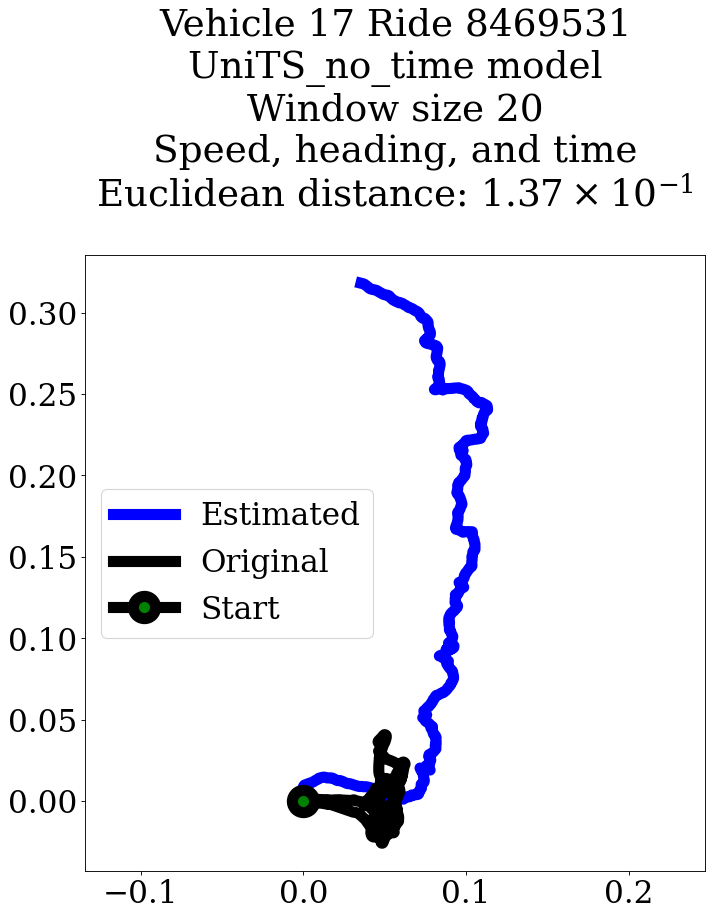 Vehicle 17 Ride 8469531
UniTS_no_time model
Window size 20
Speed, heading, and time
Euclidean distance: 1.37 × 10⁻¹
0.30
0.25
0.20
0.15
0.10
0.05
0.00
Estimated
Original
Start
−0.1 0.0 0.1 0.2